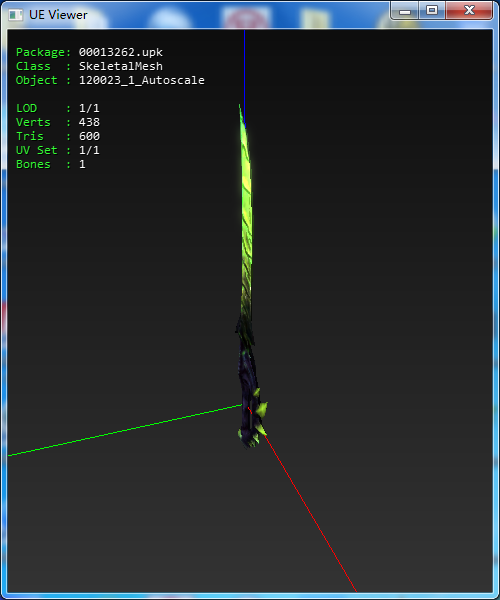 UE Viewer
Package: 00013262.upk
Class : SkeletalMesh
Object : 120023_1_Autoscale
LOD : 1/1
Verts : 438
Tris : 600
UV Set : 1/1
Bones : 1